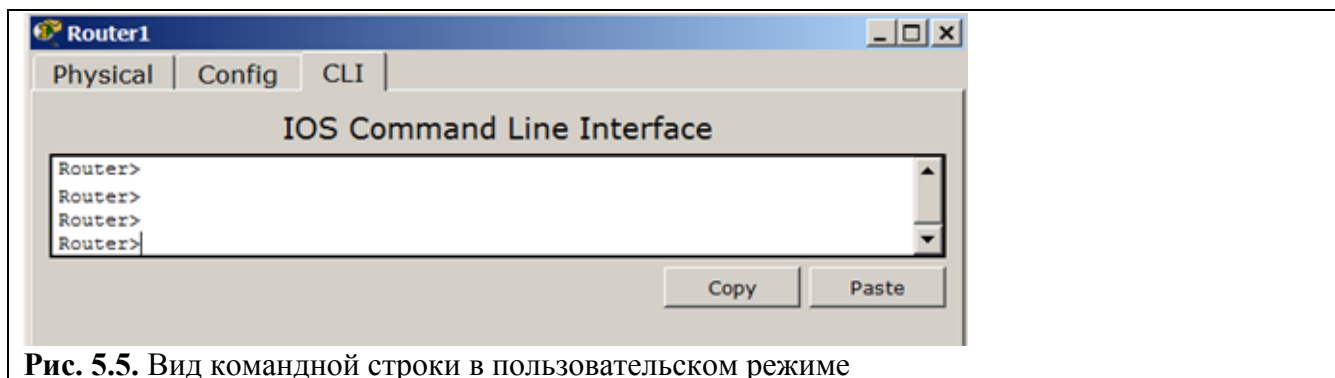 Router1
Physical Config CLI
IOS Command Line Interface
Router>
Router>
Router>
Router>
Copy Paste
Рис. 5.5. Вид командной строки в пользовательском режиме